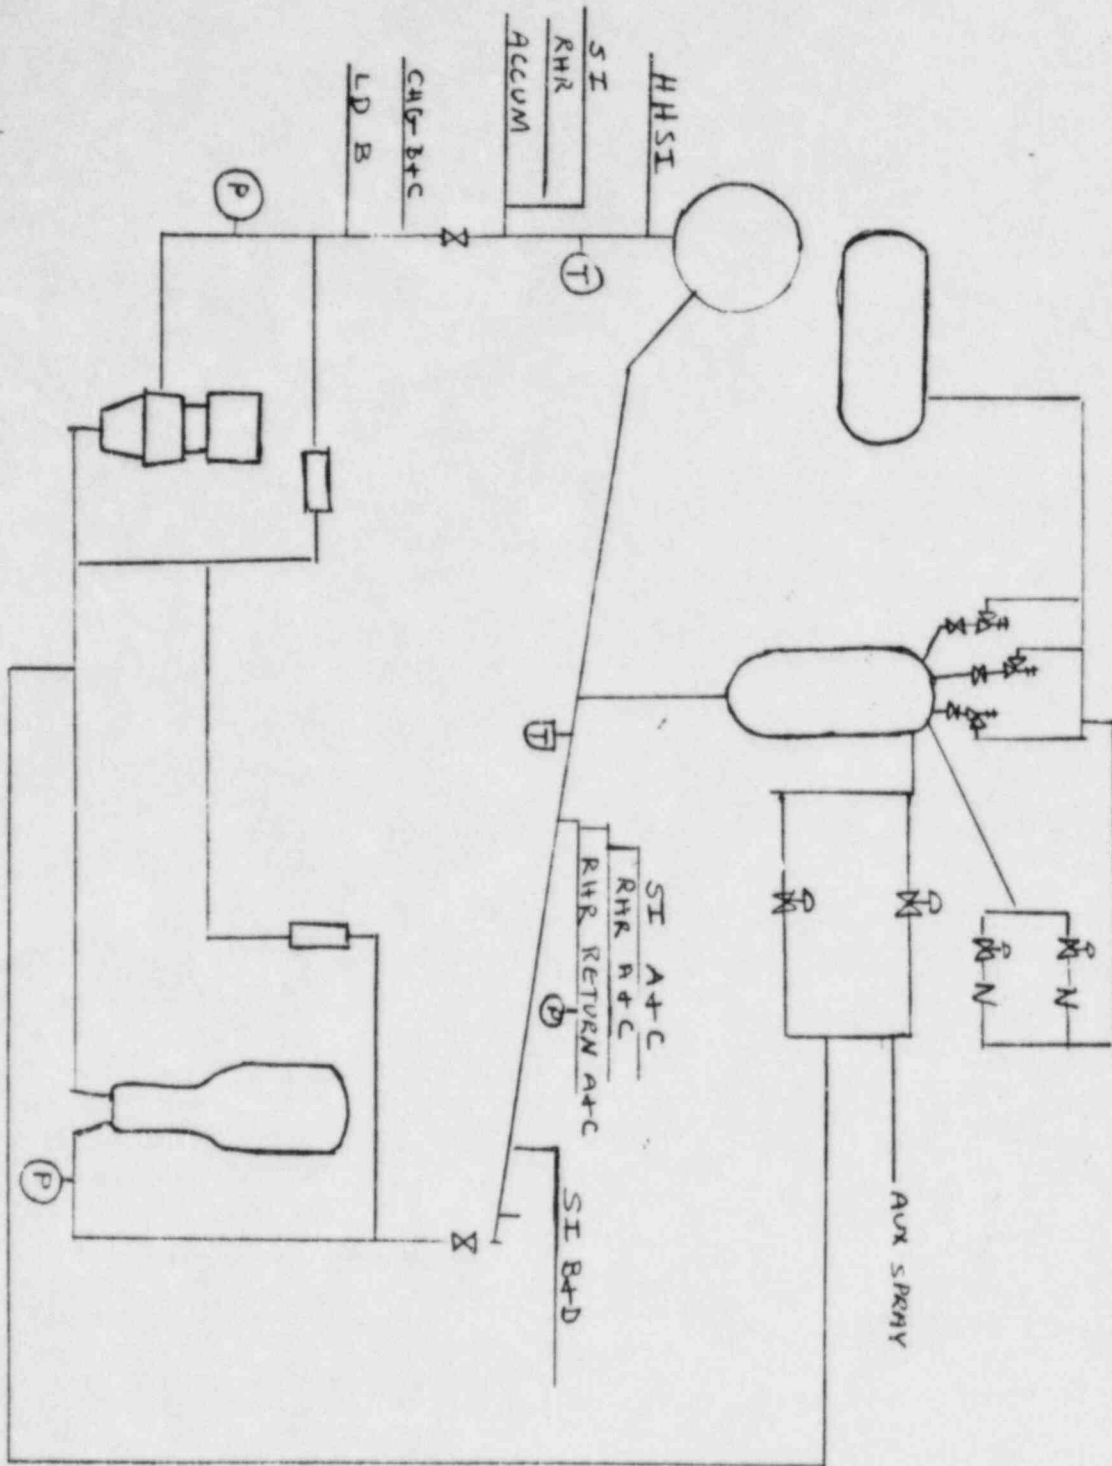 AUX SPRAY
HHSI
SI
RHR
ACCUM
SI A+C
RHR A+C
RHR RETURN A+C
SI B+D
T
T
P
CHG-B+C
LD B
P
P